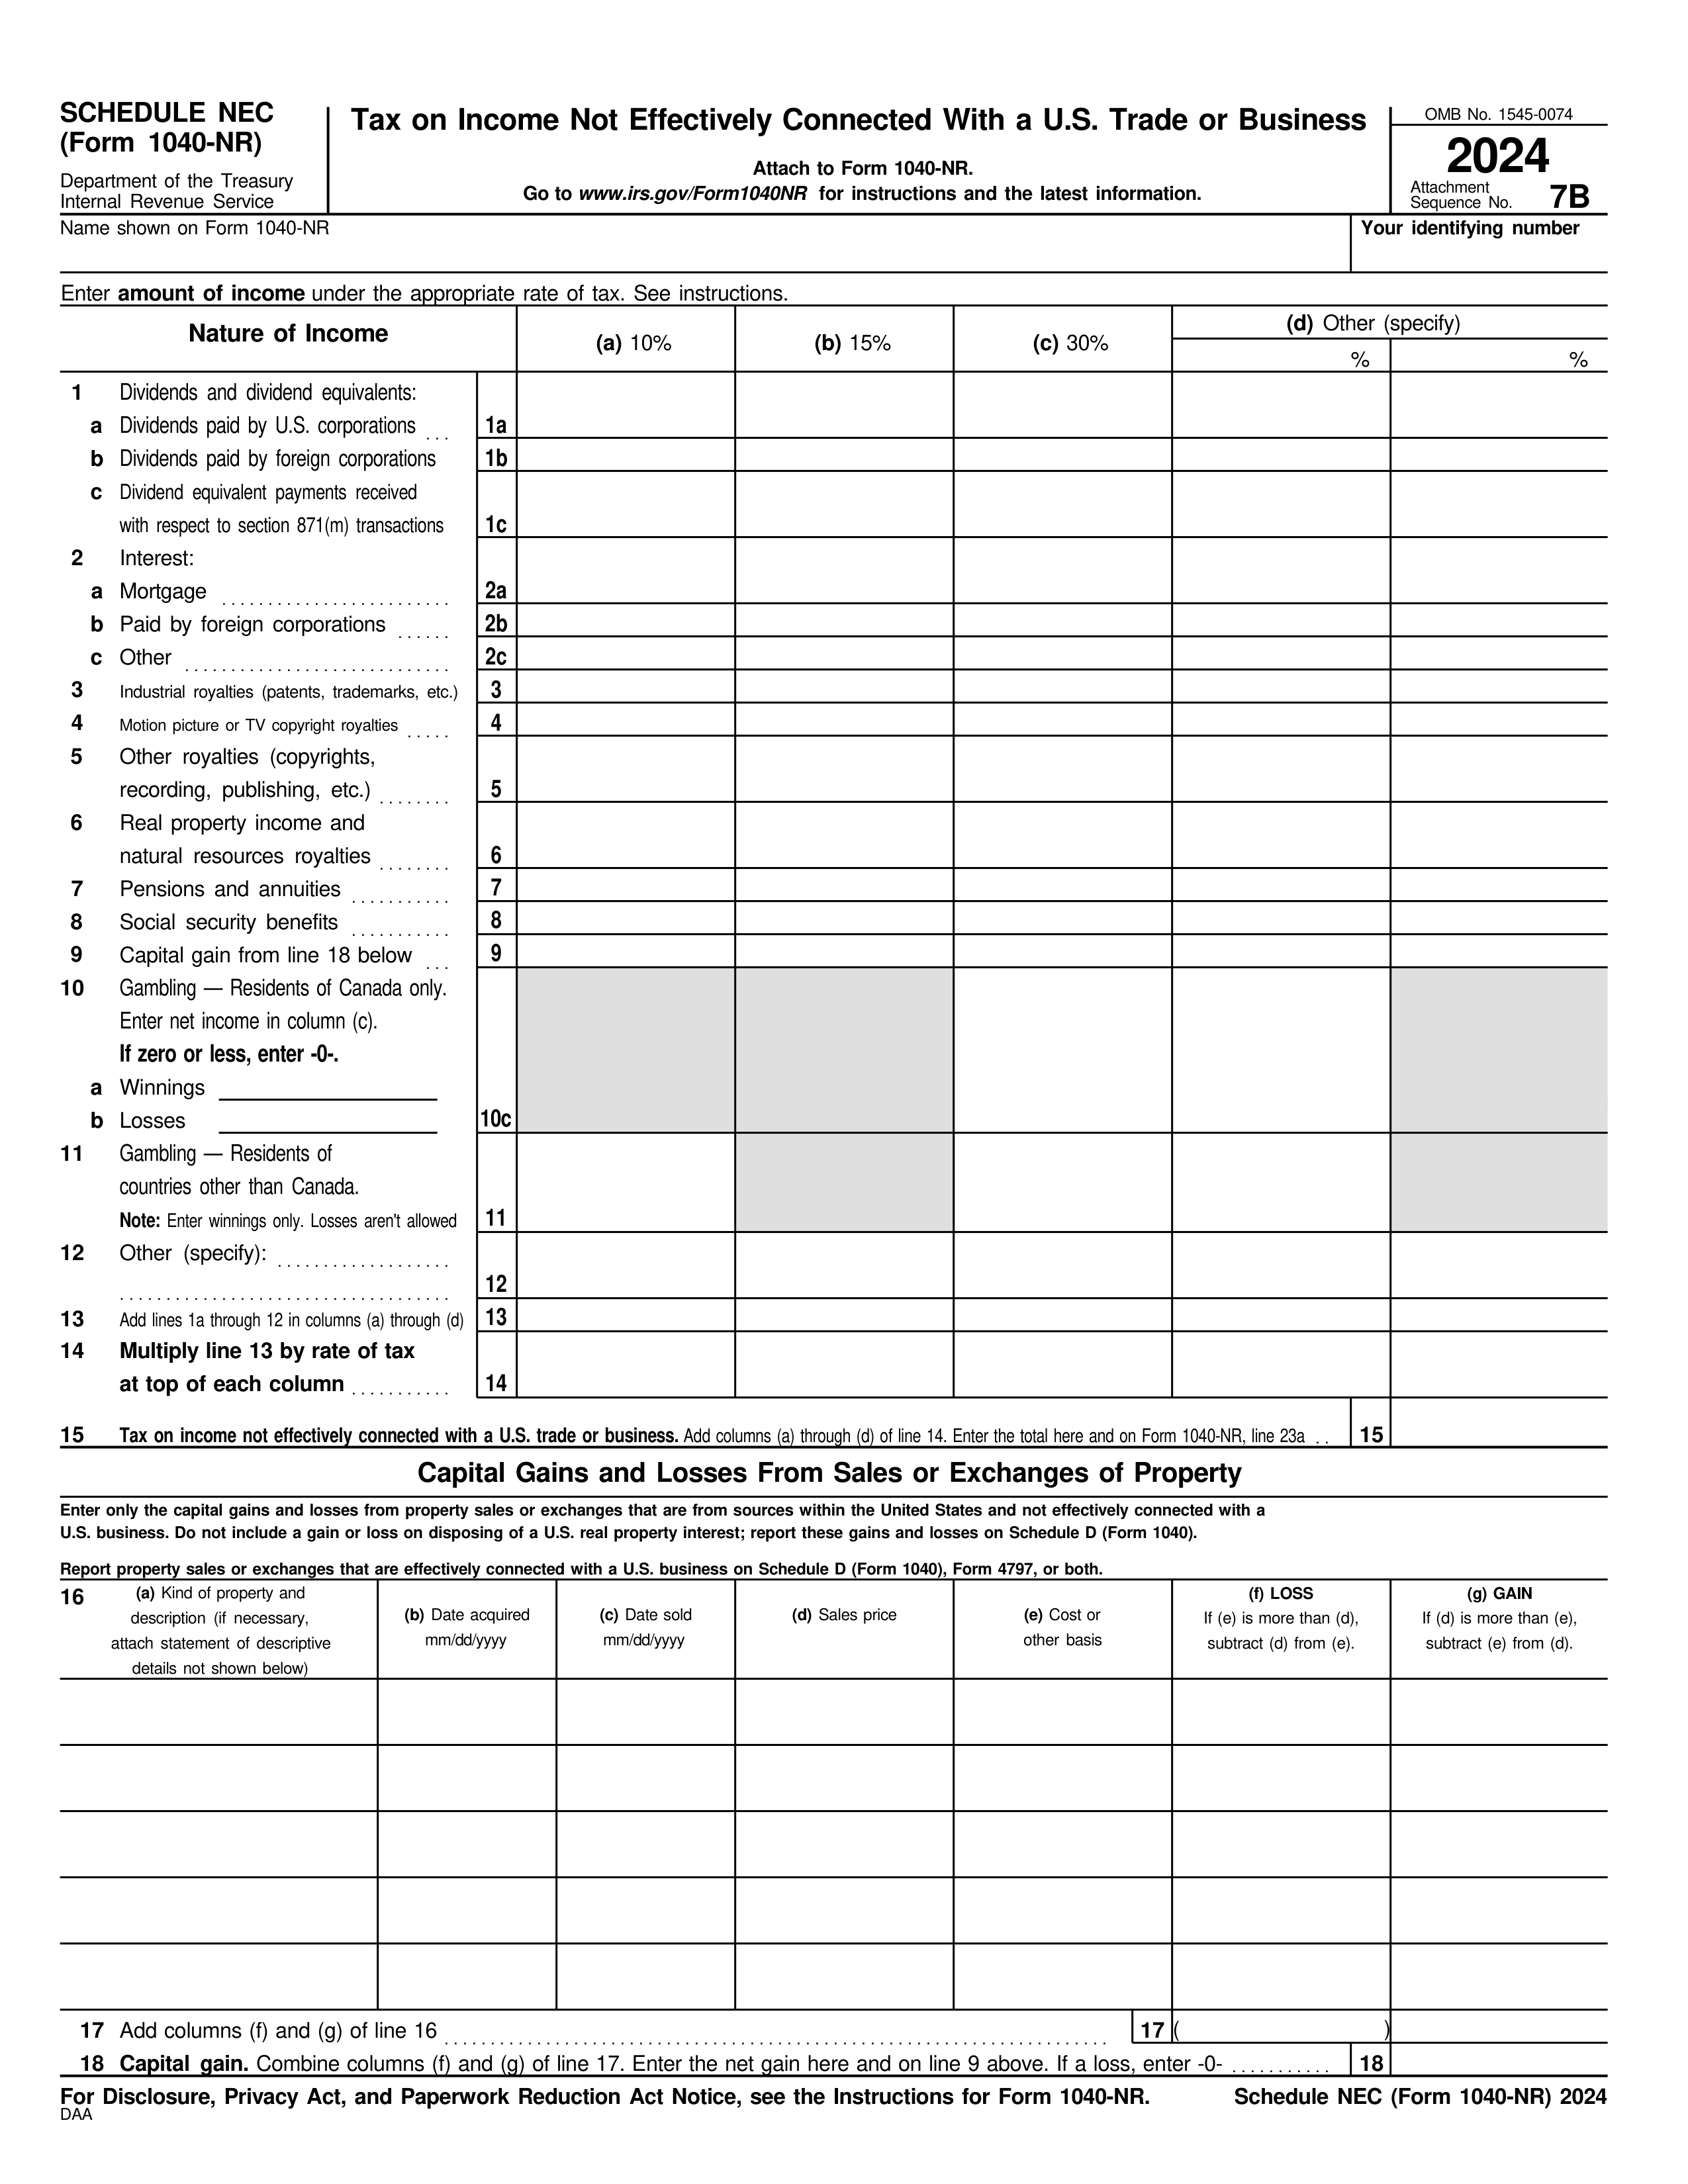 SCHEDULE NEC
(Form 1040-NR)
Department of the Treasury
Internal Revenue Service
Tax on Income Not Effectively Connected With a U.S. Trade or Business
Attach to Form 1040-NR.
Go to www.irs.gov/Form1040NR for instructions and the latest information.
OMB No. 1545-0074
2024
Attachment
Sequence No. 7B
Name shown on Form 1040-NR
Your identifying number
Enter amount of income under the appropriate rate of tax. See instructions.
Nature of Income
(a) 10%
(b) 15%
(c) 30%
(d) Other (specify)
% %
1 Dividends and dividend equivalents:
a Dividends paid by U.S. corporations ... 1a
b Dividends paid by foreign corporations 1b
c Dividend equivalent payments received
with respect to section 871(m) transactions 1c
2 Interest:
a Mortgage ......................... 2a
b Paid by foreign corporations ...... 2b
c Other ............................. 2c
3 Industrial royalties (patents, trademarks, etc.) 3
4 Motion picture or TV copyright royalties ..... 4
5 Other royalties (copyrights,
recording, publishing, etc.) ........ 5
6 Real property income and
natural resources royalties ........ 6
7 Pensions and annuities ........... 7
8 Social security benefits ........... 8
9 Capital gain from line 18 below ... 9
10 Gambling — Residents of Canada only.
Enter net income in column (c).
If zero or less, enter -0-.
a Winnings
b Losses 10c
11 Gambling — Residents of
countries other than Canada.
Note: Enter winnings only. Losses aren't allowed 11
12 Other (specify): ...................
.................................... 12
13 Add lines 1a through 12 in columns (a) through (d) 13
14 Multiply line 13 by rate of tax
at top of each column ........... 14
15 Tax on income not effectively connected with a U.S. trade or business. Add columns (a) through (d) of line 14. Enter the total here and on Form 1040-NR, line 23a .. 15
Capital Gains and Losses From Sales or Exchanges of Property
Enter only the capital gains and losses from property sales or exchanges that are from sources within the United States and not effectively connected with a
U.S. business. Do not include a gain or loss on disposing of a U.S. real property interest; report these gains and losses on Schedule D (Form 1040).
Report property sales or exchanges that are effectively connected with a U.S. business on Schedule D (Form 1040), Form 4797, or both.
16 (a) Kind of property and
description (if necessary,
attach statement of descriptive
details not shown below)
(b) Date acquired
mm/dd/yyyy
(c) Date sold
mm/dd/yyyy
(d) Sales price
(e) Cost or
other basis
(f) LOSS
If (e) is more than (d),
subtract (d) from (e).
(g) GAIN
If (d) is more than (e),
subtract (e) from (d).
17 Add columns (f) and (g) of line 16 ........................................................................ 17 ( )
18 Capital gain. Combine columns (f) and (g) of line 17. Enter the net gain here and on line 9 above. If a loss, enter -0- ........... 18
For Disclosure, Privacy Act, and Paperwork Reduction Act Notice, see the Instructions for Form 1040-NR. Schedule NEC (Form 1040-NR) 2024
DAA